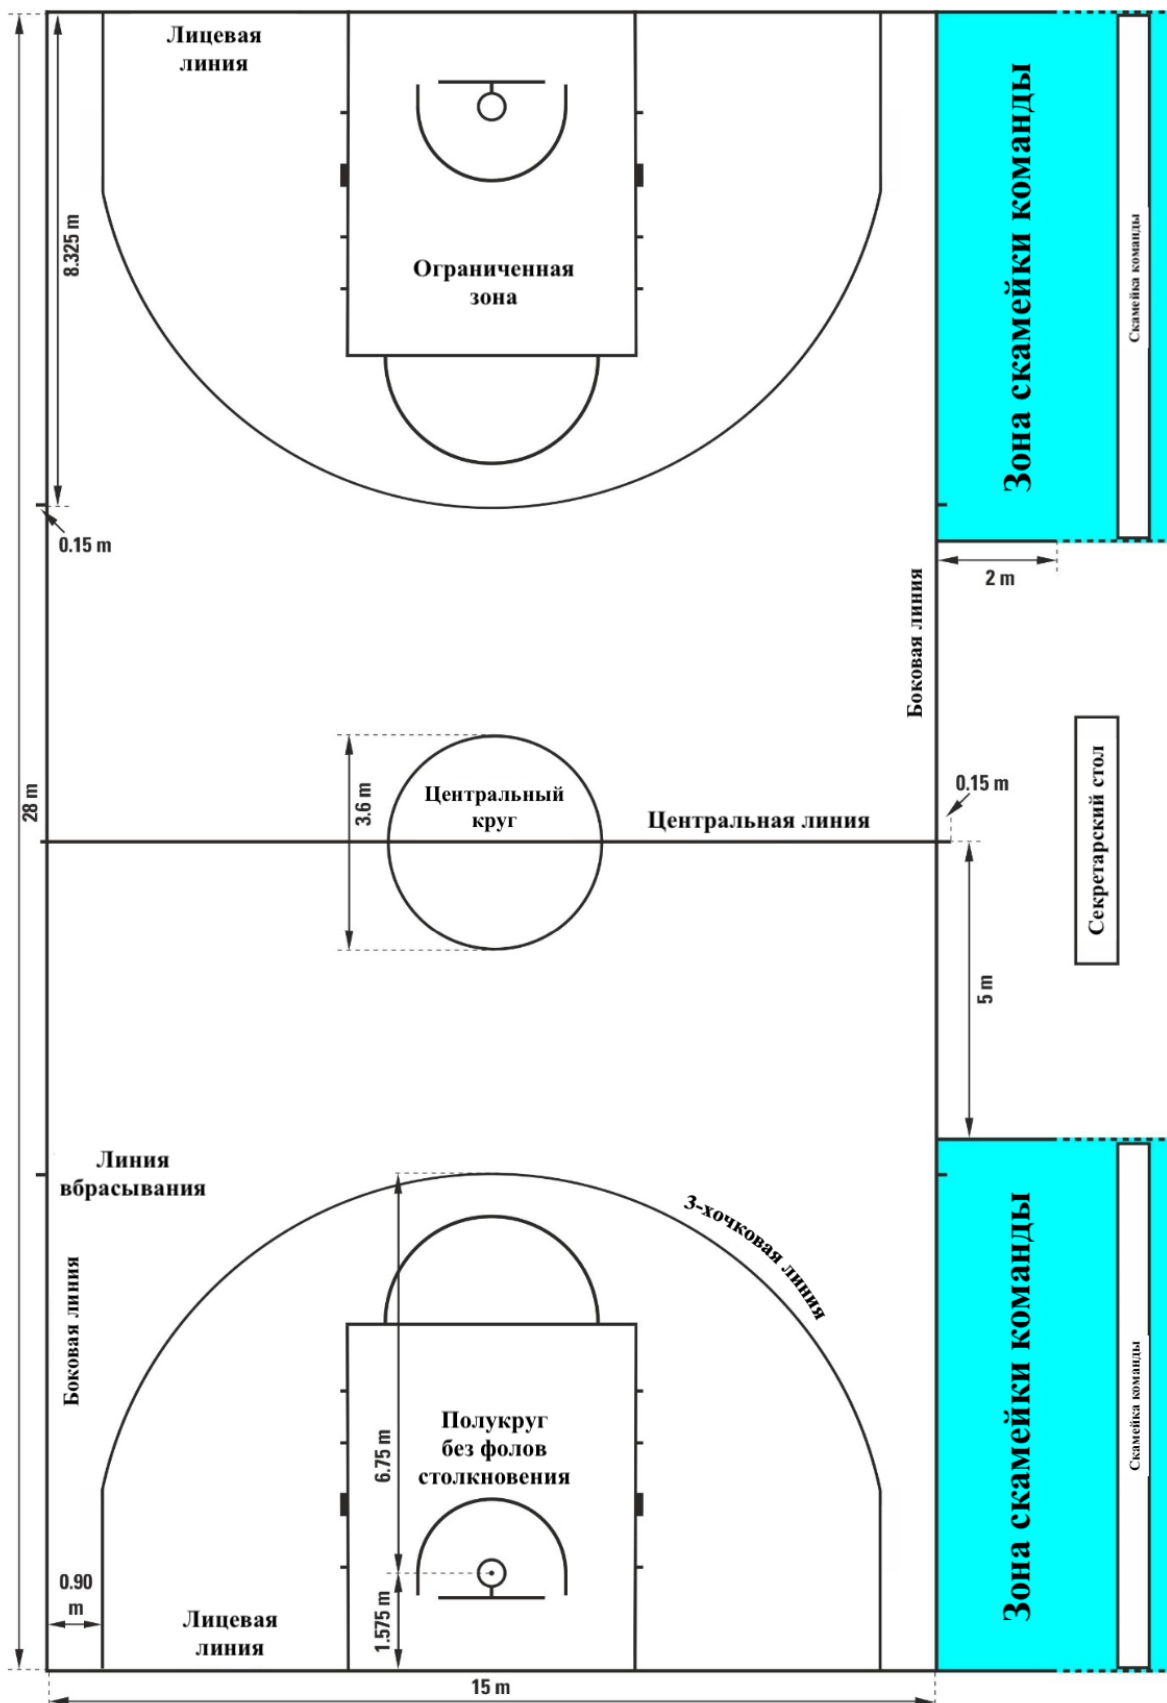 Лицевая
линия
Зона скамейки команды
Скамейка команды
8.325 m
Ограниченная
зона
0.15 m
2 m
Боковая линия
28 m
3.6 m
Центральный
круг
Центральная линия
0.15 m
Секретарский стол
5 m
Линия
вбрасывания
3-хочковая линия
Боковая линия
Зона скамейки команды
Скамейка команды
6.75 m
Полукруг
без фолов
столкновения
0.90
m
1.575 m
Лицевая
линия
15 m